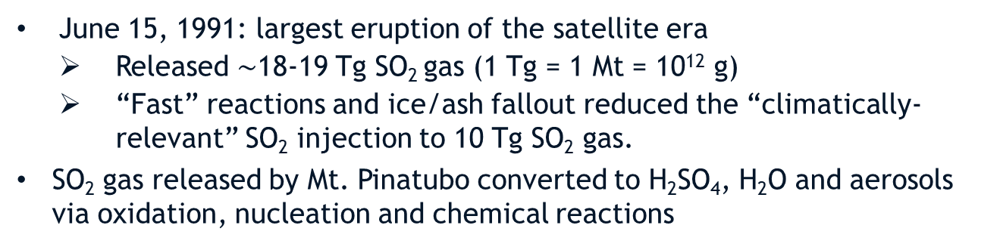 • June 15, 1991: largest eruption of the satellite era
➢ Released ~18-19 Tg SO₂ gas (1 Tg = 1 Mt = 10¹² g)
➢ “Fast” reactions and ice/ash fallout reduced the “climatically-
relevant” SO₂ injection to 10 Tg SO₂ gas.
• SO₂ gas released by Mt. Pinatubo converted to H₂SO₄, H₂O and aerosols
via oxidation, nucleation and chemical reactions